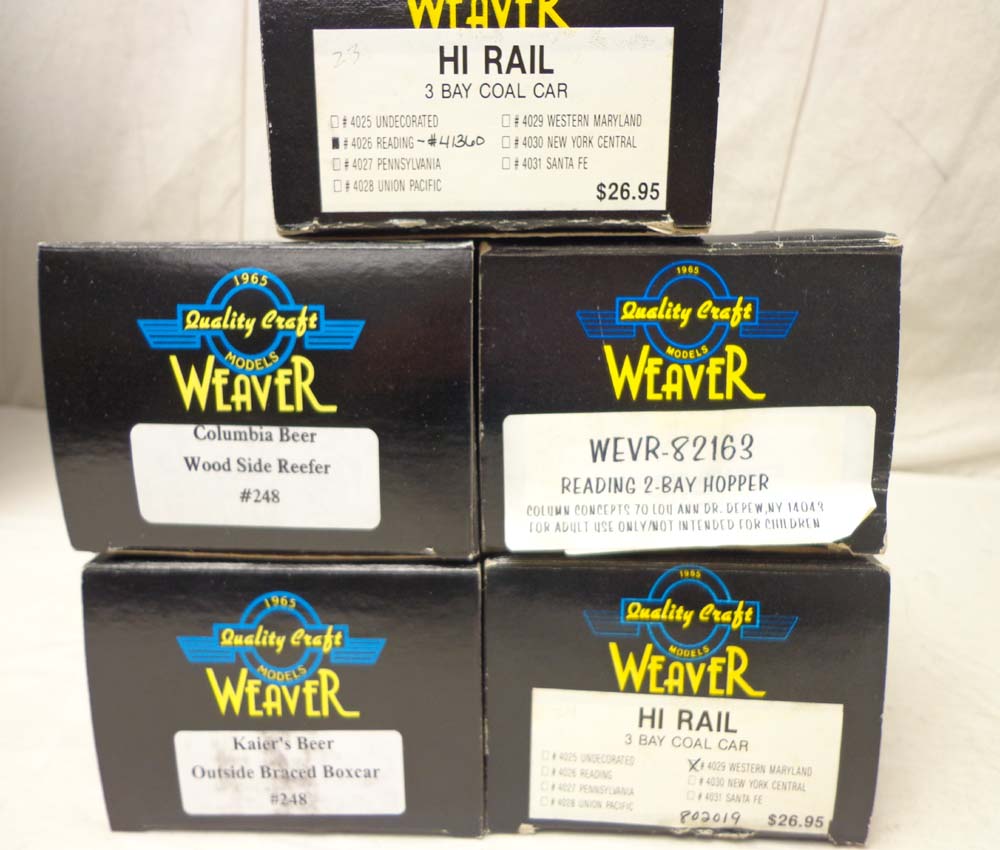 WEAVER
23
HI RAIL
3 BAY COAL CAR
#4025 UNDECORATED
#4026 READING -#41360
#4027 PENNSYLVANIA
#4028 UNION PACIFIC
#4029 WESTERN MARYLAND
#4030 NEW YORK CENTRAL
#4031 SANTA FE
$26.95
1965
Quality Craft
MODELS
WEAVER
Columbia Beer
Wood Side Reefer
#248
1965
Quality Craft
MODELS
WEAVER
WEVR-82163
READING 2-BAY HOPPER
COLUMN CONCEPTS 70 LOU ANN DR. DEPEW,NY 14043
FOR ADULT USE ONLY/NOT INTENDED FOR CHILDREN
1965
Quality Craft
MODELS
WEAVER
Kaier's Beer
Outside Braced Boxcar
#248
1965
Quality Craft
MODELS
WEAVER
HI RAIL
3 BAY COAL CAR
#4025 UNDECORATED
#4026 READING
#4027 PENNSYLVANIA
#4028 UNION PACIFIC
X #4029 WESTERN MARYLAND
#4030 NEW YORK CENTRAL
#4031 SANTA FE
802019 $26.95